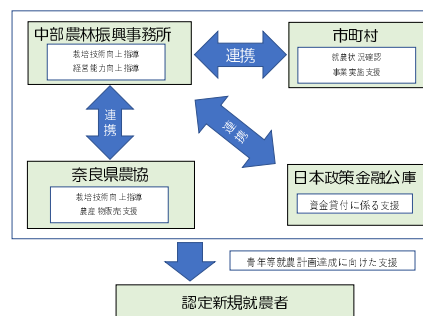 中部農林振興事務所
栽培技術向上指導
経営能力向上指導
連携
市町村
就農状況確認
事業実施支援
連携
連携
奈良県農協
栽培技術向上指導
農産物販売支援
日本政策金融公庫
資金貸付に係る支援
青年等就農計画達成に向けた支援
認定新規就農者